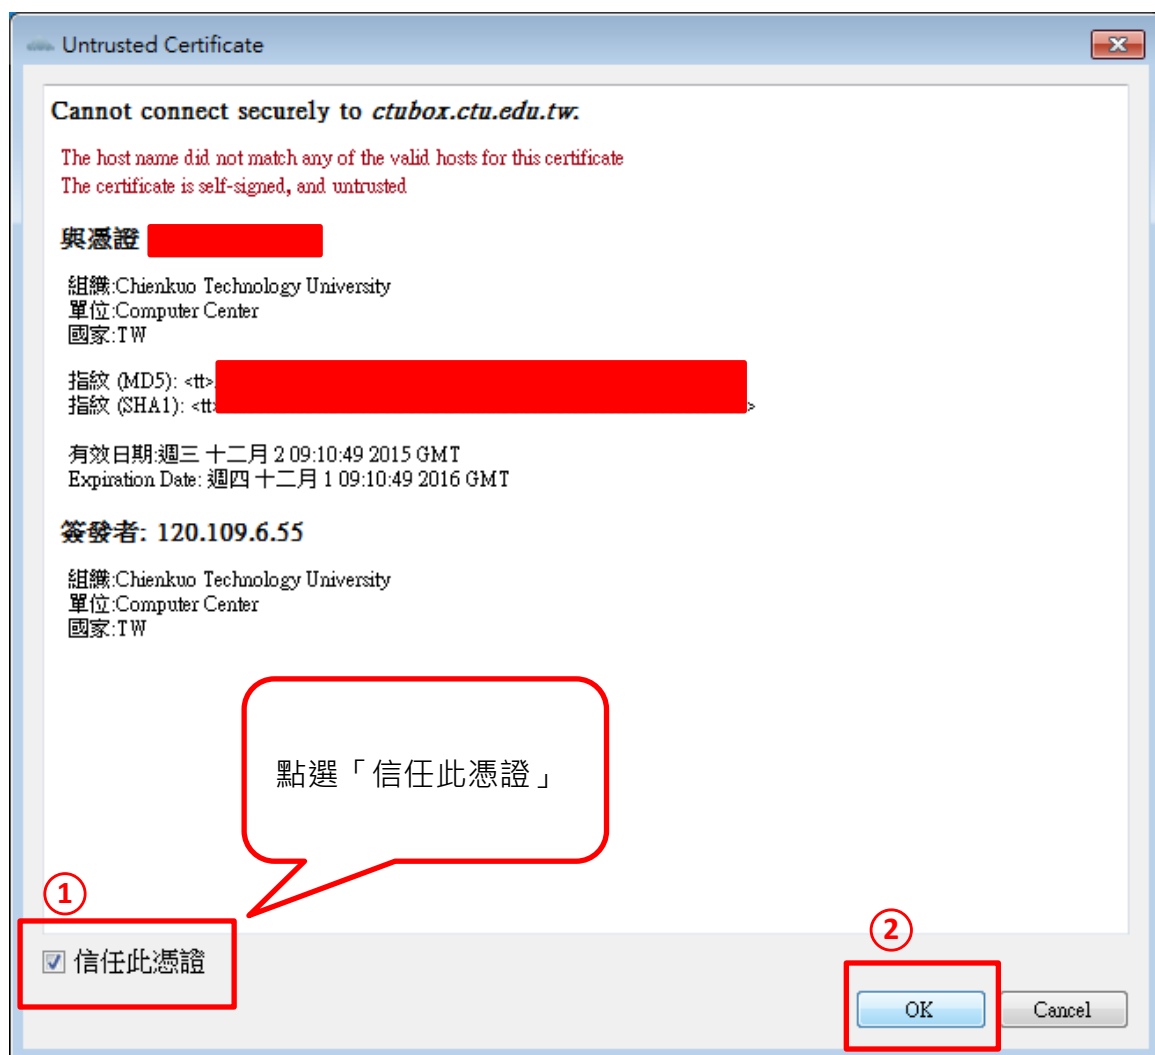 Untrusted Certificate
Cannot connect securely to ctubox.ctu.edu.tw:
The host name did not match any of the valid hosts for this certificate
The certificate is self-signed, and untrusted
與憑證
組織:Chienkuo Technology University
單位:Computer Center
國家:TW
指紋 (MD5): <tt>
指紋 (SHA1): <tt> >
有效日期:週三 十二月 2 09:10:49 2015 GMT
Expiration Date: 週四 十二月 1 09:10:49 2016 GMT
簽發者: 120.109.6.55
組織:Chienkuo Technology University
單位:Computer Center
國家:TW
點選「信任此憑證」
①
②
信任此憑證
OK Cancel